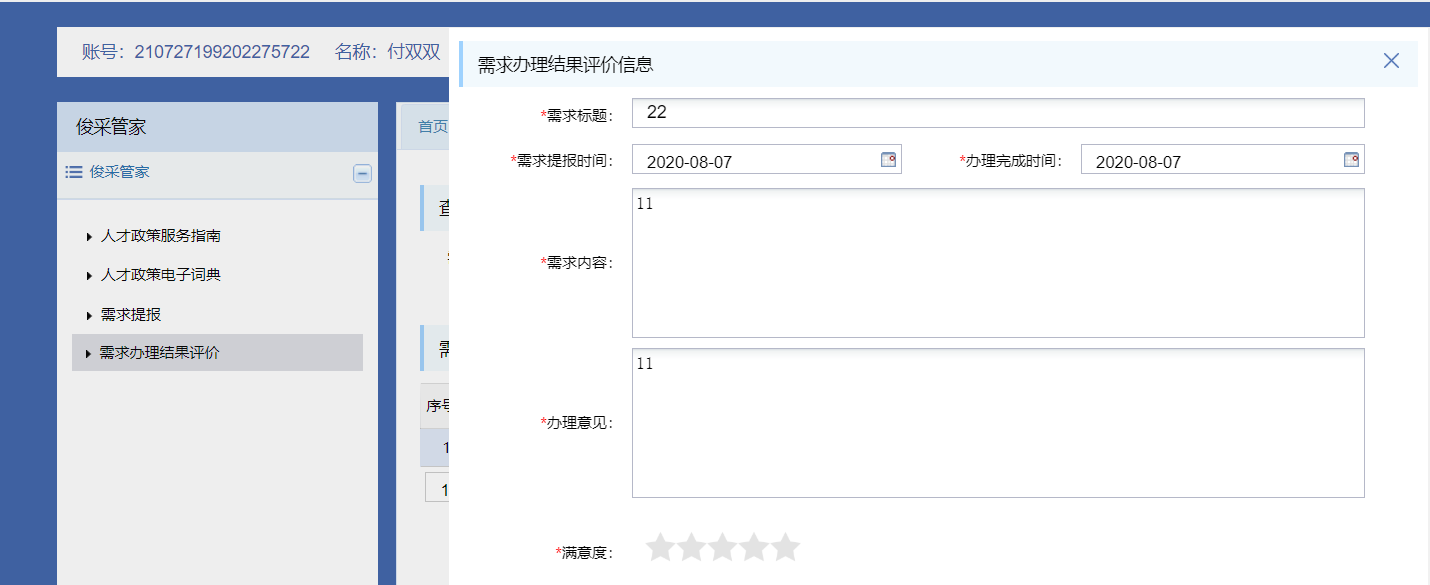 账号：210727199202275722 名称：付双双
俊采管家
俊采管家
人才政策服务指南
人才政策电子词典
需求提报
需求办理结果评价
首页
查
需
序号
1
1
需求办理结果评价信息
*需求标题： 22
*需求提报时间： 2020-08-07 *办理完成时间： 2020-08-07
*需求内容： 11
*办理意见： 11
*满意度：